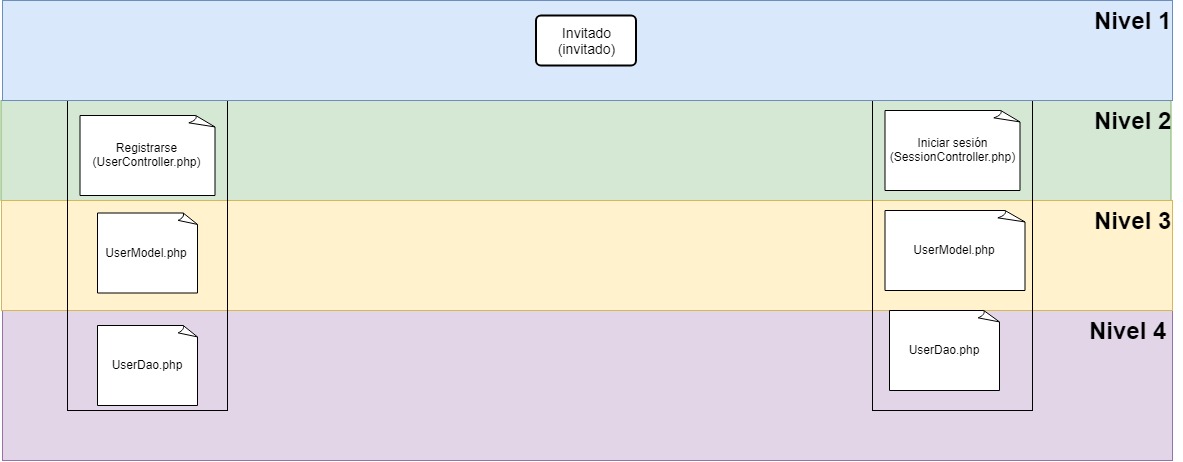 Invitado
(invitado)
Nivel 1
Registrarse
(UserController.php)
Iniciar sesión
(SessionController.php)
Nivel 2
UserModel.php
UserModel.php
Nivel 3
UserDao.php
UserDao.php
Nivel 4